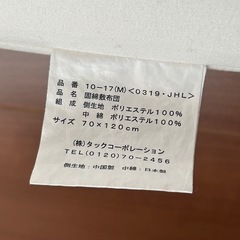 品番 10-17(M)<0319・JHL>
品名 固綿敷布団
組成 側生地 ポリエステル100%
中綿 ポリエステル100%
サイズ 70×120cm
(株)タックコーポレーション
TEL(0120)70-2456
側生地:中国製 中綿:日本製